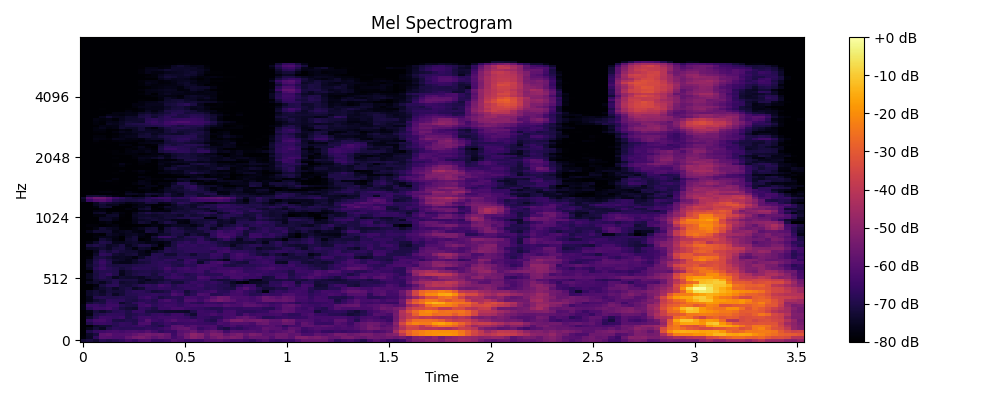 Mel Spectrogram
+0 dB
-10 dB
-20 dB
-30 dB
-40 dB
-50 dB
-60 dB
-70 dB
-80 dB
Hz
4096
2048
1024
512
0
0 0.5 1 1.5 2 2.5 3 3.5
Time